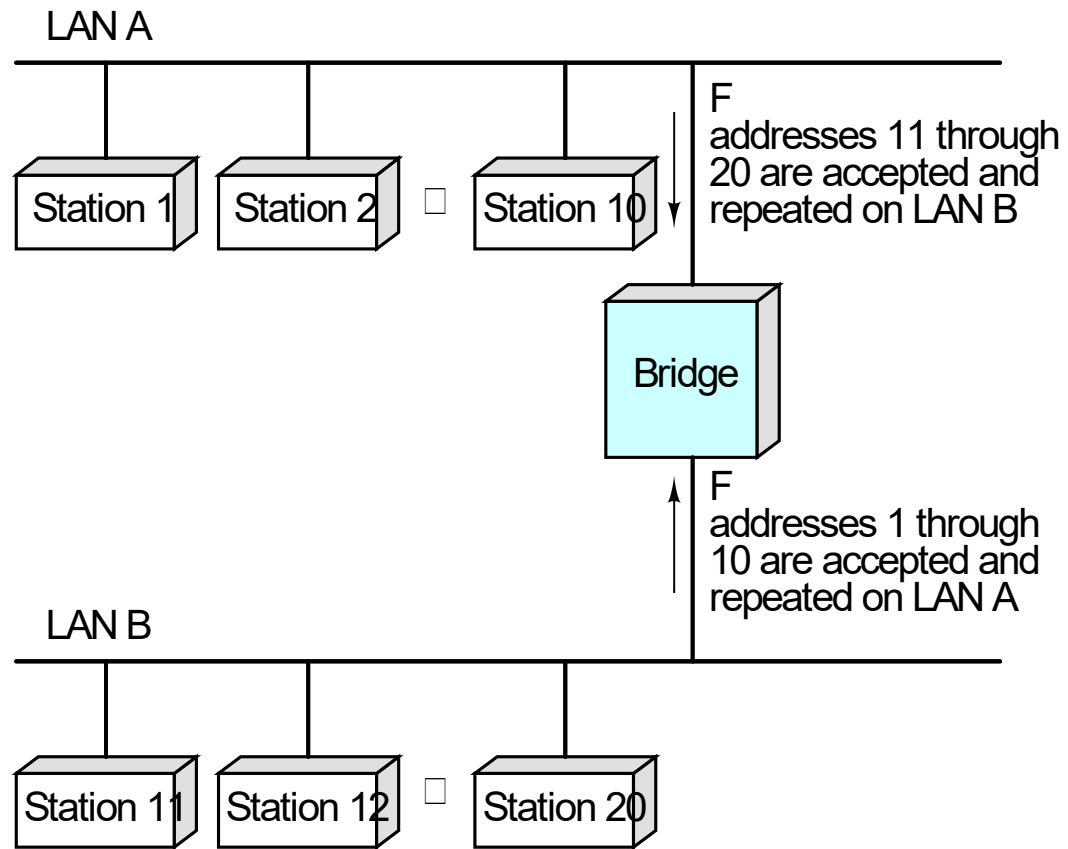 LAN A
Station 1
Station 2
□
Station 10
F
addresses 11 through
20 are accepted and
repeated on LAN B
Bridge
F
addresses 1 through
10 are accepted and
repeated on LAN A
LAN B
Station 11
Station 12
□
Station 20